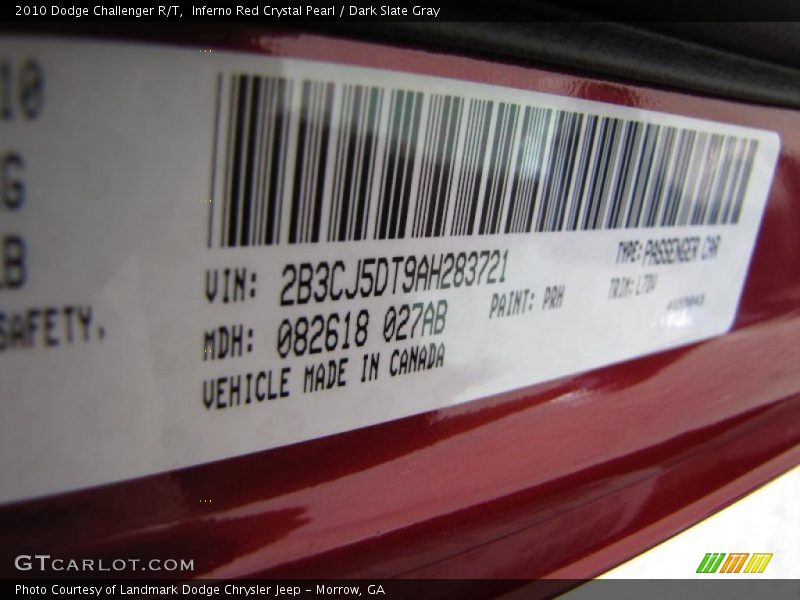 2010 Dodge Challenger R/T, Inferno Red Crystal Pearl / Dark Slate Gray
10
G
LB
SAFETY.
VIN: 2B3CJ5DT9AH283721
TYPE: PASSENGER CAR
MDH: 082618 027AB
PAINT: PRH
TRIM:
VEHICLE MADE IN CANADA
GTCARLOT.COM
Photo Courtesy of Landmark Dodge Chrysler Jeep - Morrow, GA